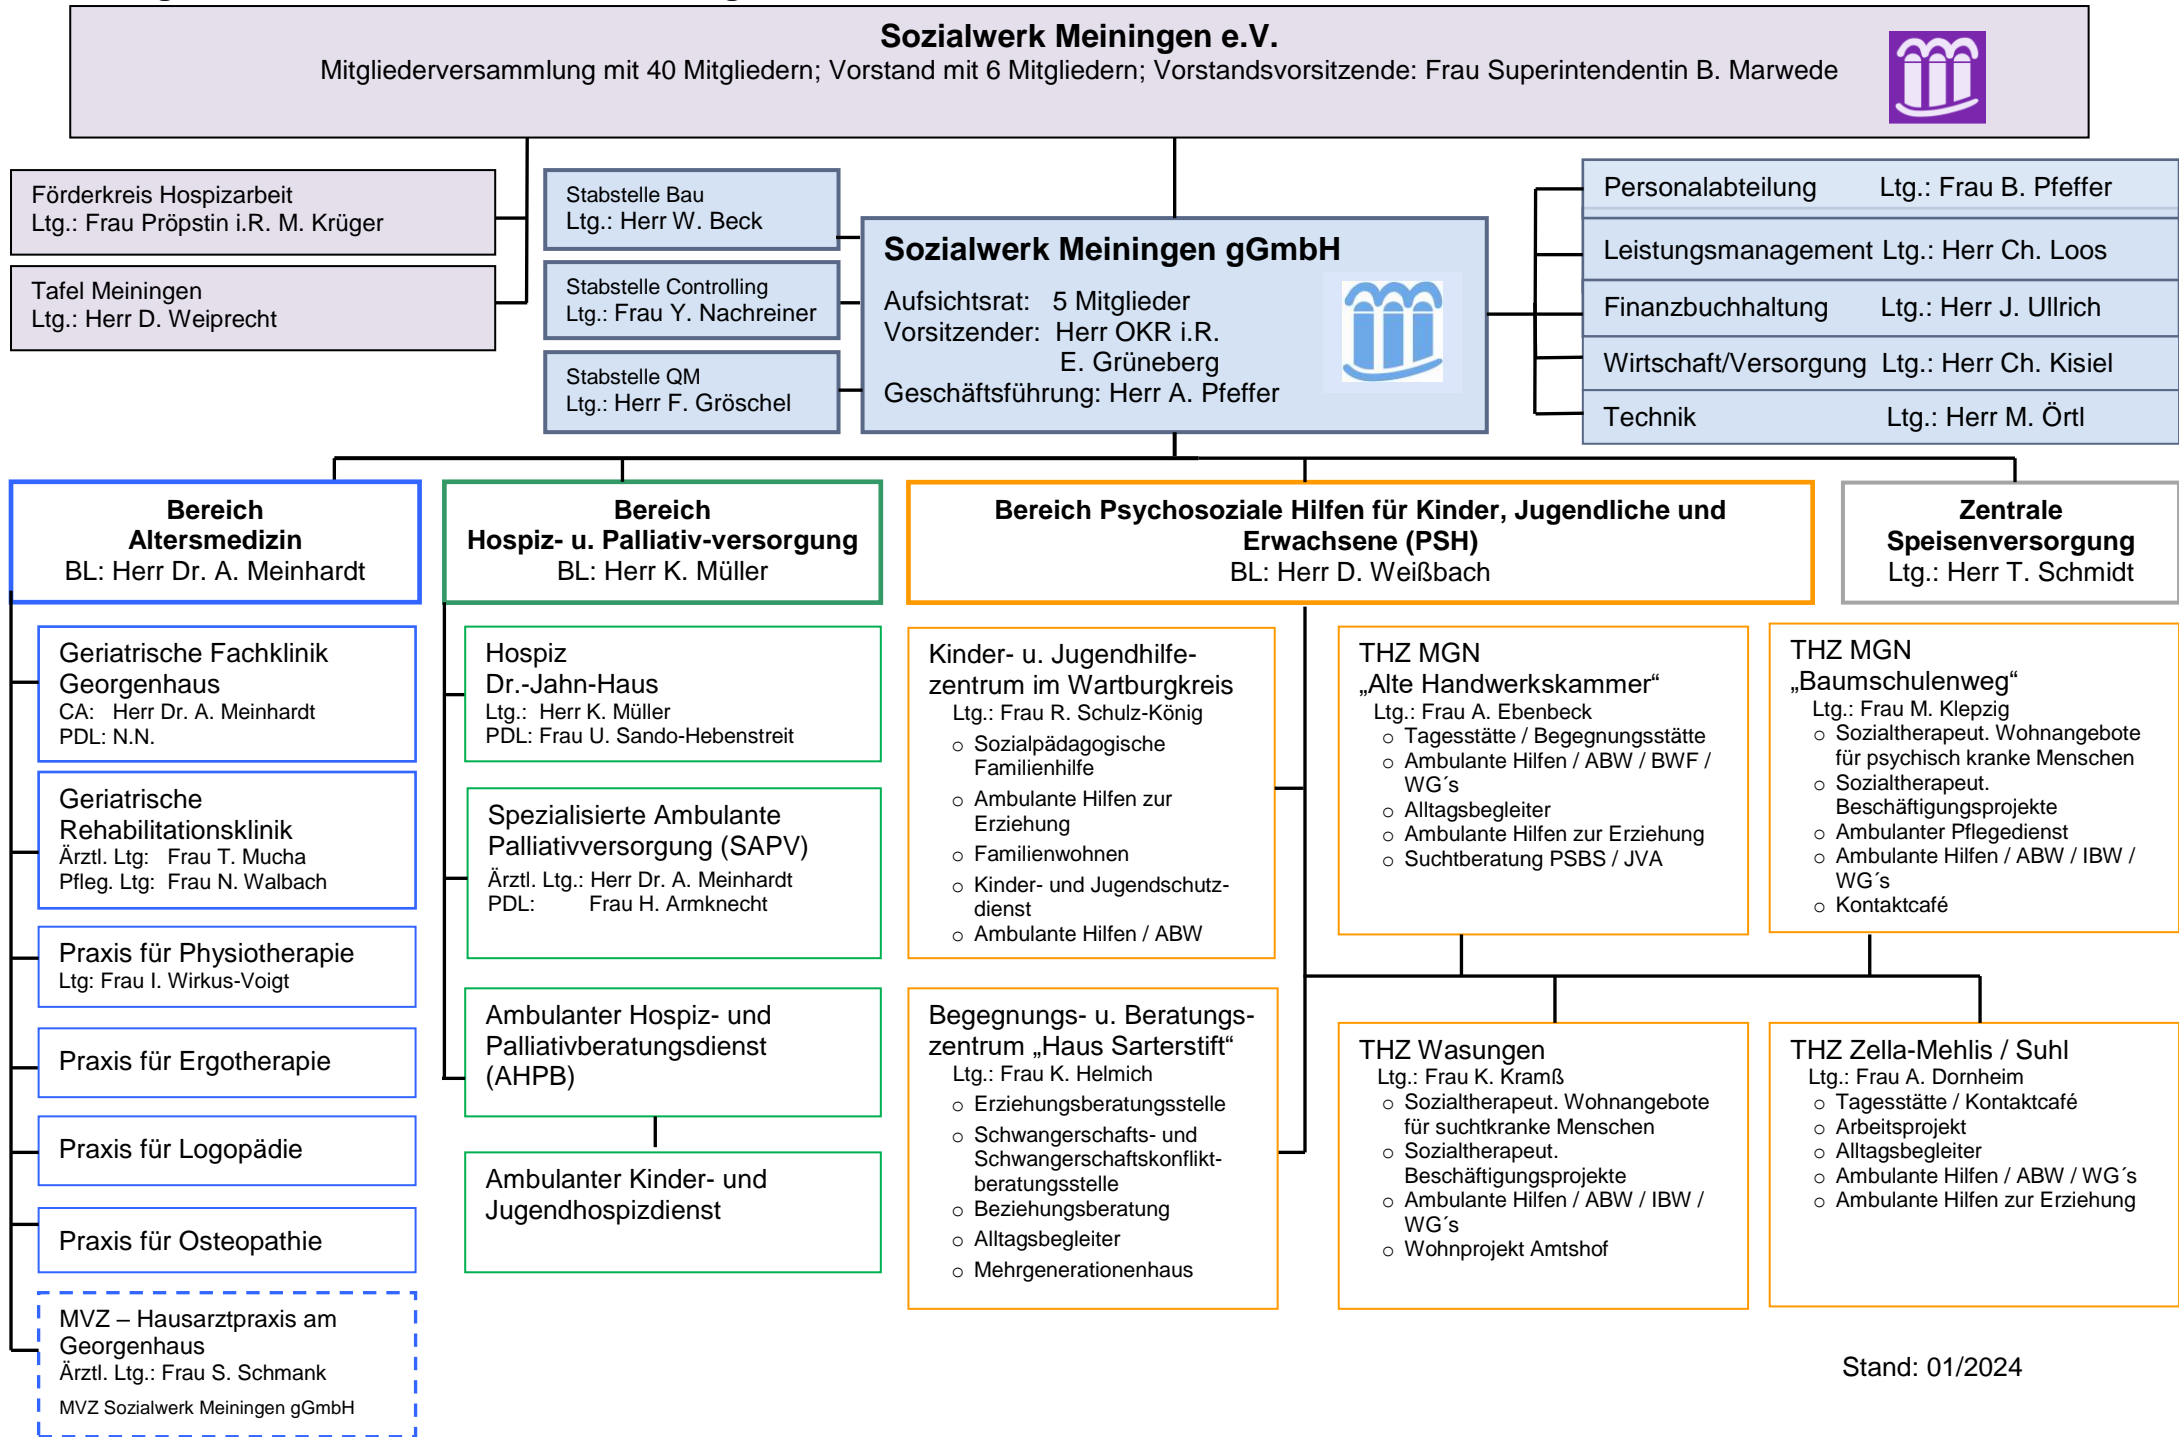 Sozialwerk Meiningen e.V.
Mitgliederversammlung mit 40 Mitgliedern; Vorstand mit 6 Mitgliedern; Vorstandsvorsitzende: Frau Superintendentin B. Marwede
Förderkreis Hospizarbeit
Ltg.: Frau Pröpstin i.R. M. Krüger
Tafel Meiningen
Ltg.: Herr D. Weiprecht
Stabstelle Bau
Ltg.: Herr W. Beck
Stabstelle Controlling
Ltg.: Frau Y. Nachreiner
Stabstelle QM
Ltg.: Herr F. Gröschel
Sozialwerk Meiningen gGmbH
Aufsichtsrat: 5 Mitglieder
Vorsitzender: Herr OKR i.R.
E. Grüneberg
Geschäftsführung: Herr A. Pfeffer
Personalabteilung Ltg.: Frau B. Pfeffer
Leistungsmanagement Ltg.: Herr Ch. Loos
Finanzbuchhaltung Ltg.: Herr J. Ullrich
Wirtschaft/Versorgung Ltg.: Herr Ch. Kisiel
Technik Ltg.: Herr M. Örtl
Bereich
Altersmedizin
BL: Herr Dr. A. Meinhardt
Geriatrische Fachklinik
Georgenhaus
CA: Herr Dr. A. Meinhardt
PDL: N.N.
Geriatrische
Rehabilitationsklinik
Ärztl. Ltg: Frau T. Mucha
Pfleg. Ltg: Frau N. Walbach
Praxis für Physiotherapie
Ltg: Frau I. Wirkus-Voigt
Praxis für Ergotherapie
Praxis für Logopädie
Praxis für Osteopathie
MVZ – Hausarztpraxis am
Georgenhaus
Ärztl. Ltg.: Frau S. Schmank
MVZ Sozialwerk Meiningen gGmbH
Bereich
Hospiz- u. Palliativ-versorgung
BL: Herr K. Müller
Hospiz
Dr.-Jahn-Haus
Ltg.: Herr K. Müller
PDL: Frau U. Sando-Hebenstreit
Spezialisierte Ambulante
Palliativversorgung (SAPV)
Ärztl. Ltg.: Herr Dr. A. Meinhardt
PDL: Frau H. Armknecht
Ambulanter Hospiz- und
Palliativberatungsdienst
(AHPB)
Ambulanter Kinder- und
Jugendhospizdienst
Bereich Psychosoziale Hilfen für Kinder, Jugendliche und
Erwachsene (PSH)
BL: Herr D. Weißbach
Kinder- u. Jugendhilfe-
zentrum im Wartburgkreis
Ltg.: Frau R. Schulz-König
o Sozialpädagogische
Familienhilfe
o Ambulante Hilfen zur
Erziehung
o Familienwohnen
o Kinder- und Jugendschutz-
dienst
o Ambulante Hilfen / ABW
Begegnungs- u. Beratungs-
zentrum „Haus Sarterstift“
Ltg.: Frau K. Helmich
o Erziehungsberatungsstelle
o Schwangerschafts- und
Schwangerschaftskonflikt-
beratungsstelle
o Beziehungsberatung
o Alltagsbegleiter
o Mehrgenerationenhaus
THZ MGN
„Alte Handwerkskammer“
Ltg.: Frau A. Ebenbeck
o Tagesstätte / Begegnungsstätte
o Ambulante Hilfen / ABW / BWF /
WG´s
o Alltagsbegleiter
o Ambulante Hilfen zur Erziehung
o Suchtberatung PSBS / JVA
THZ MGN
„Baumschulenweg“
Ltg.: Frau M. Klepzig
o Sozialtherapeut. Wohnangebote
für psychisch kranke Menschen
o Sozialtherapeut.
Beschäftigungsprojekte
o Ambulanter Pflegedienst
o Ambulante Hilfen / ABW / IBW /
WG´s
o Kontaktcafé
THZ Wasungen
Ltg.: Frau K. Kramß
o Sozialtherapeut. Wohnangebote
für suchtkranke Menschen
o Sozialtherapeut.
Beschäftigungsprojekte
o Ambulante Hilfen / ABW / IBW /
WG´s
o Wohnprojekt Amtshof
THZ Zella-Mehlis / Suhl
Ltg.: Frau A. Dornheim
o Tagesstätte / Kontaktcafé
o Arbeitsprojekt
o Alltagsbegleiter
o Ambulante Hilfen / ABW / WG´s
o Ambulante Hilfen zur Erziehung
Zentrale
Speisenversorgung
Ltg.: Herr T. Schmidt
Stand: 01/2024